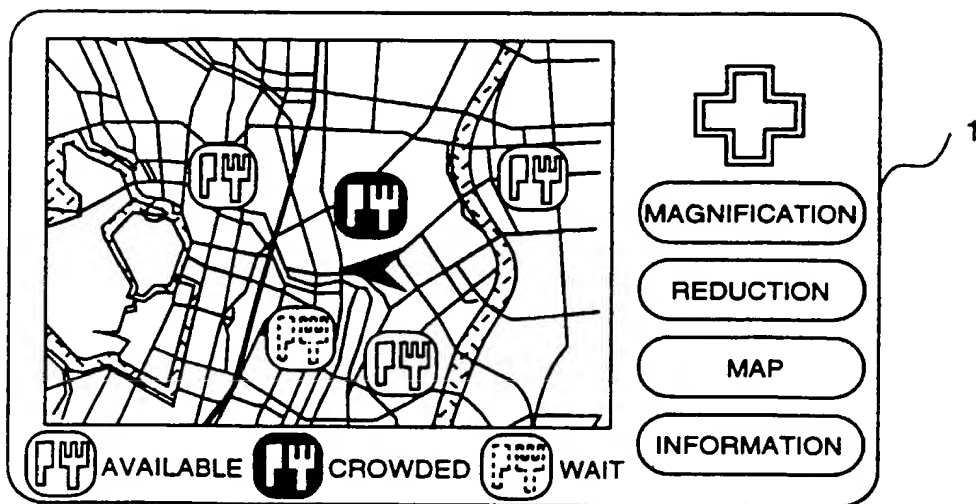 1
MAGNIFICATION
REDUCTION
MAP
INFORMATION
AVAILABLE CROWDED WAIT